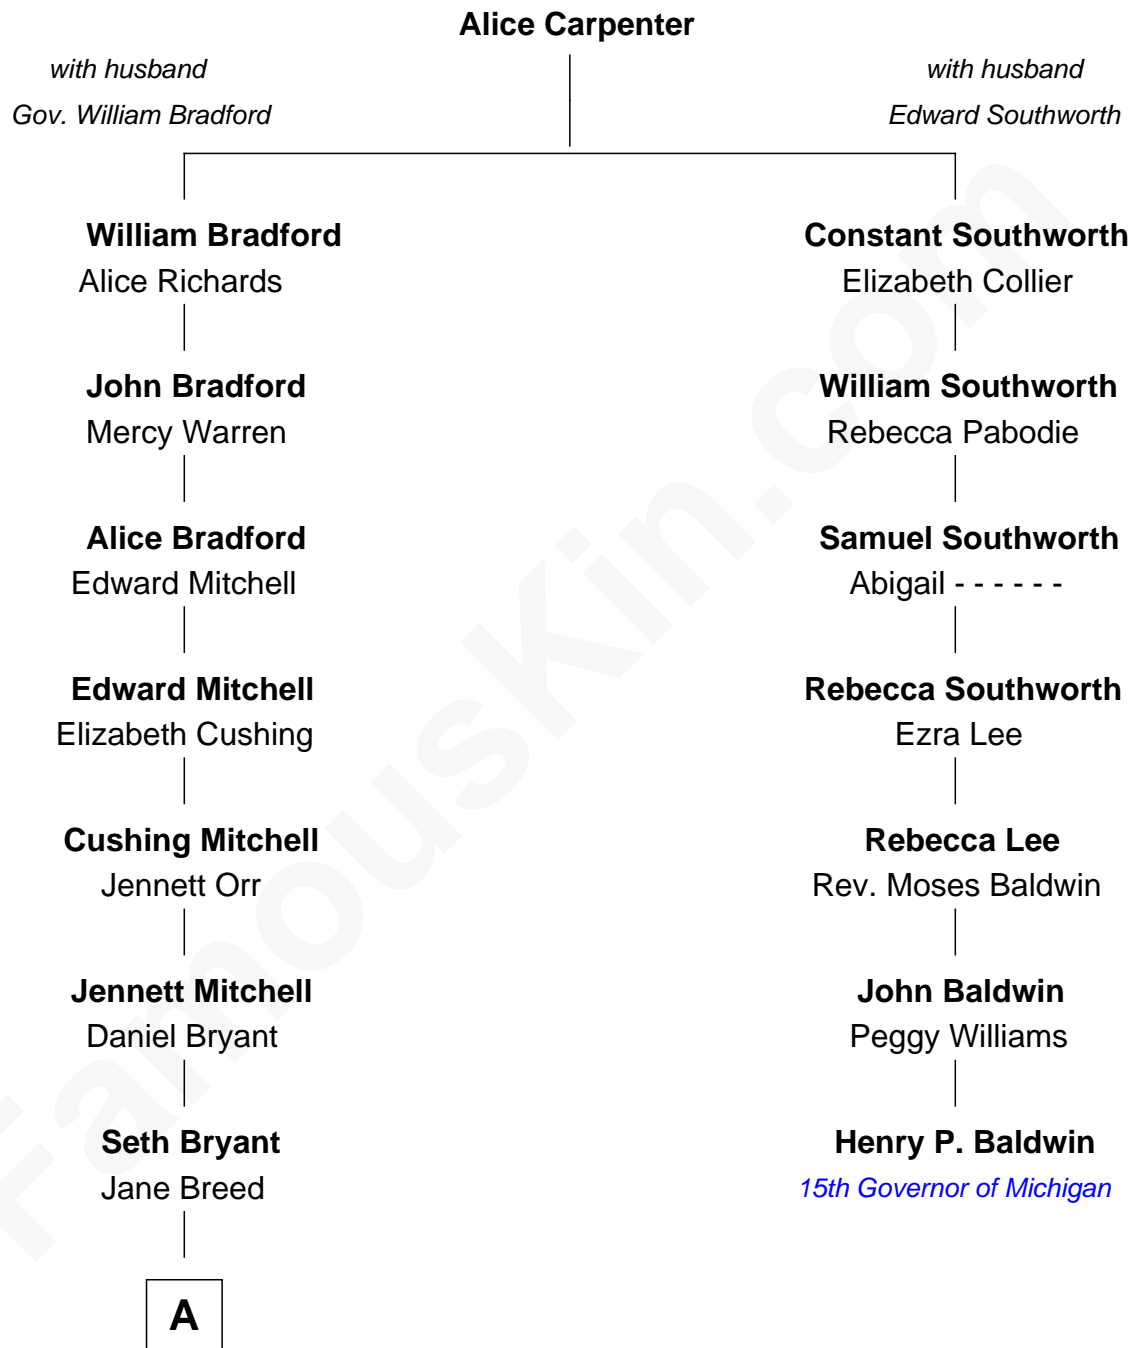 Alice Carpenter
with husband
Gov. William Bradford
with husband
Edward Southworth
William Bradford
Alice Richards
Constant Southworth
Elizabeth Collier
John Bradford
Mercy Warren
William Southworth
Rebecca Pabodie
Alice Bradford
Edward Mitchell
Samuel Southworth
Abigail - - - - - -
Edward Mitchell
Elizabeth Cushing
Rebecca Southworth
Ezra Lee
Cushing Mitchell
Jennett Orr
Rebecca Lee
Rev. Moses Baldwin
Jennett Mitchell
Daniel Bryant
John Baldwin
Peggy Williams
Seth Bryant
Jane Breed
Henry P. Baldwin
15th Governor of Michigan
A
FamousKin.com